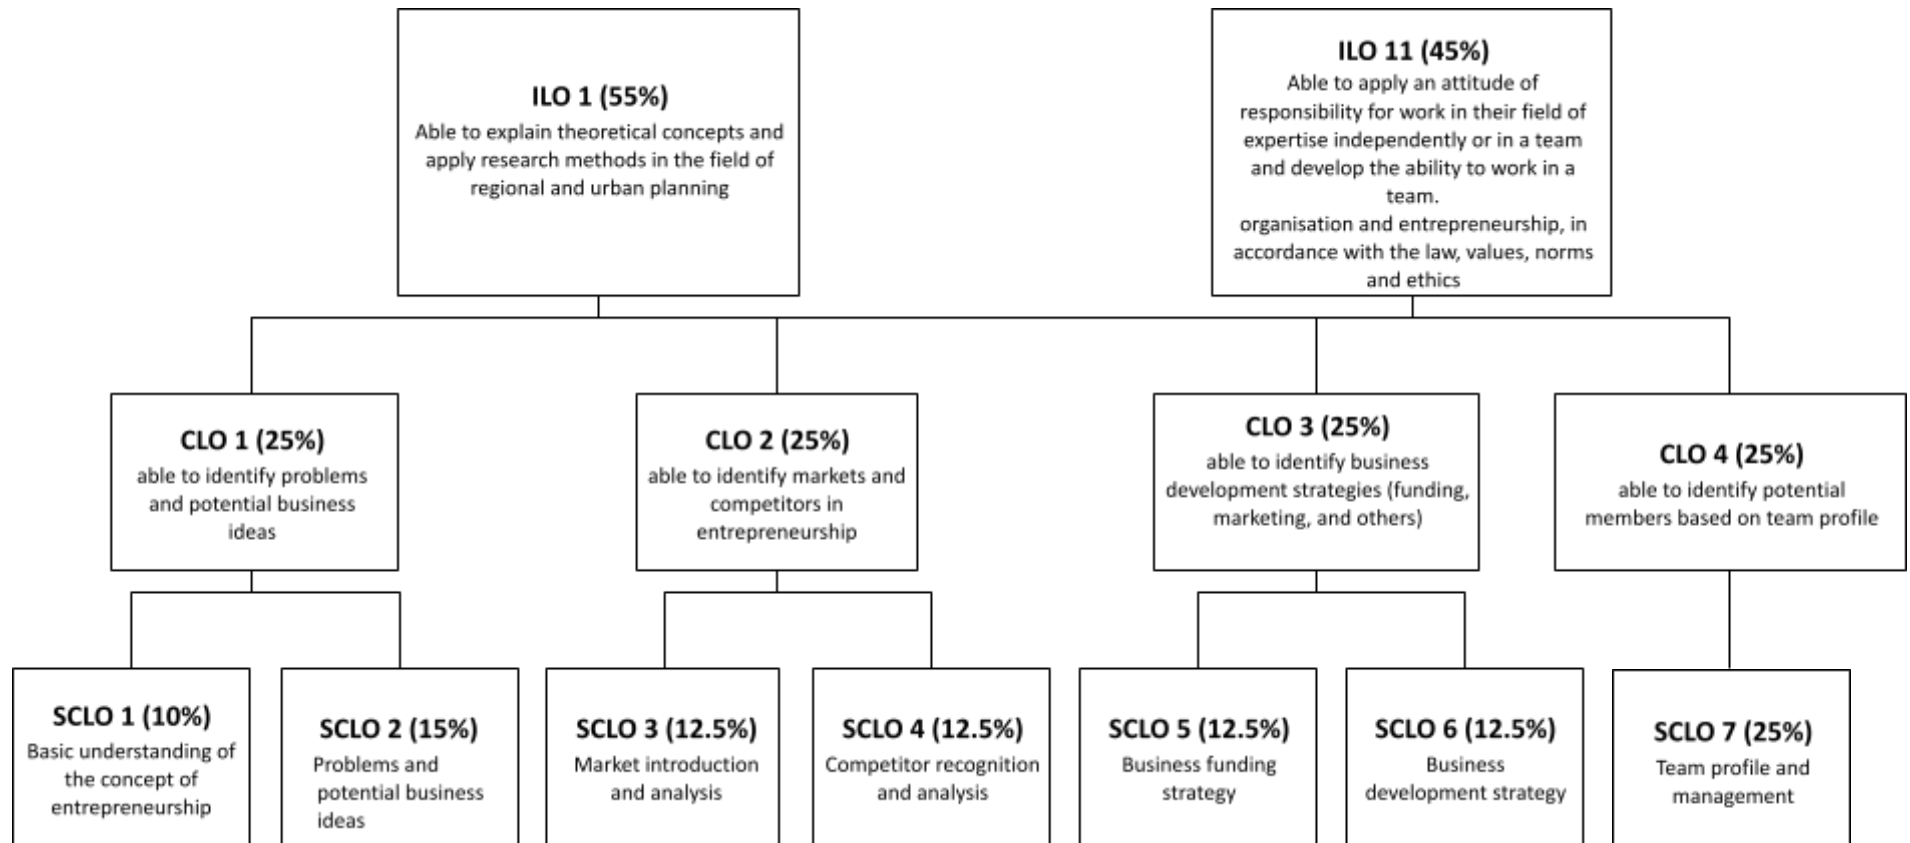 ILO 1 (55%)
Able to explain theoretical concepts and
apply research methods in the field of
regional and urban planning
ILO 11 (45%)
Able to apply an attitude of
responsibility for work in their field of
expertise independently or in a team
and develop the ability to work in a
team.
organisation and entrepreneurship, in
accordance with the law, values, norms
and ethics
CLO 1 (25%)
able to identify problems
and potential business
ideas
CLO 2 (25%)
able to identify markets and
competitors in
entrepreneurship
CLO 3 (25%)
able to identify business
development strategies (funding,
marketing, and others)
CLO 4 (25%)
able to identify potential
members based on team profile
SCLO 1 (10%)
Basic understanding of
the concept of
entrepreneurship
SCLO 2 (15%)
Problems and
potential business
ideas
SCLO 3 (12.5%)
Market introduction
and analysis
SCLO 4 (12.5%)
Competitor recognition
and analysis
SCLO 5 (12.5%)
Business funding
strategy
SCLO 6 (12.5%)
Business
development strategy
SCLO 7 (25%)
Team profile and
management